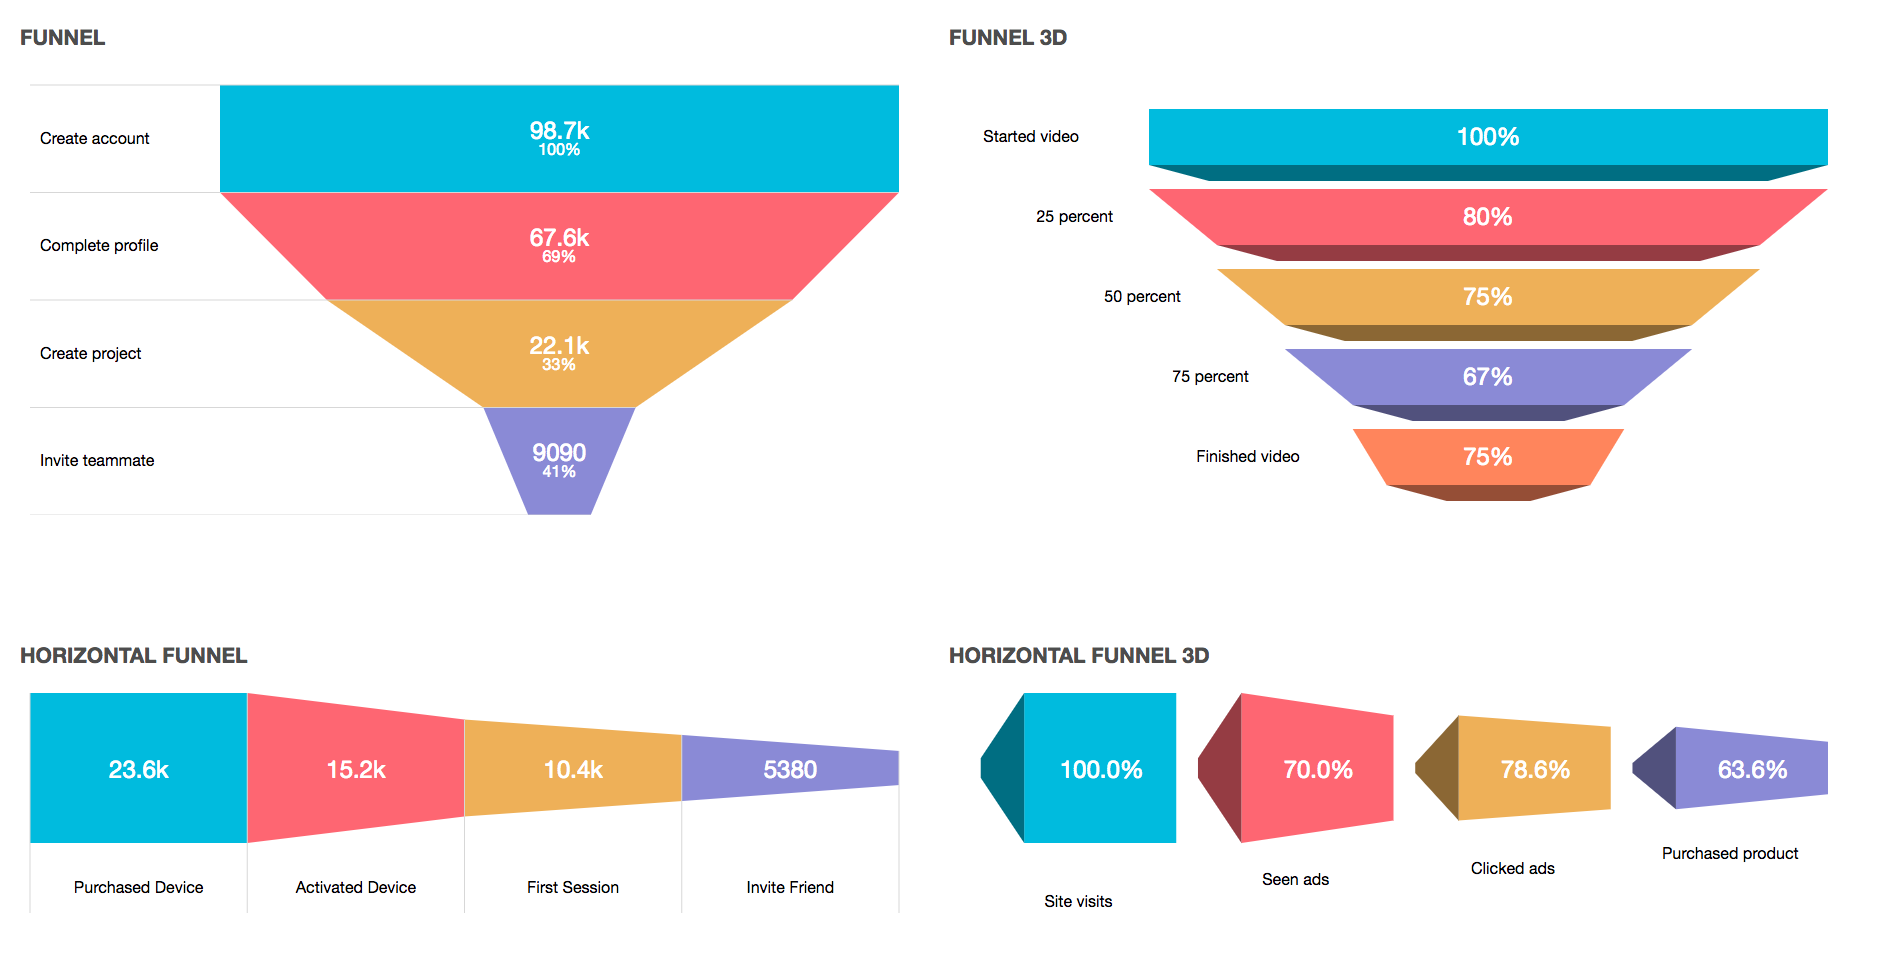 FUNNEL
Create account
98.7k
100%
Complete profile
67.6k
69%
Create project
22.1k
33%
Invite teammate
9090
41%
FUNNEL 3D
Started video
100%
25 percent
80%
50 percent
75%
75 percent
67%
Finished video
75%
HORIZONTAL FUNNEL
23.6k
15.2k
10.4k
5380
Purchased Device
Activated Device
First Session
Invite Friend
HORIZONTAL FUNNEL 3D
100.0%
70.0%
78.6%
63.6%
Site visits
Seen ads
Clicked ads
Purchased product